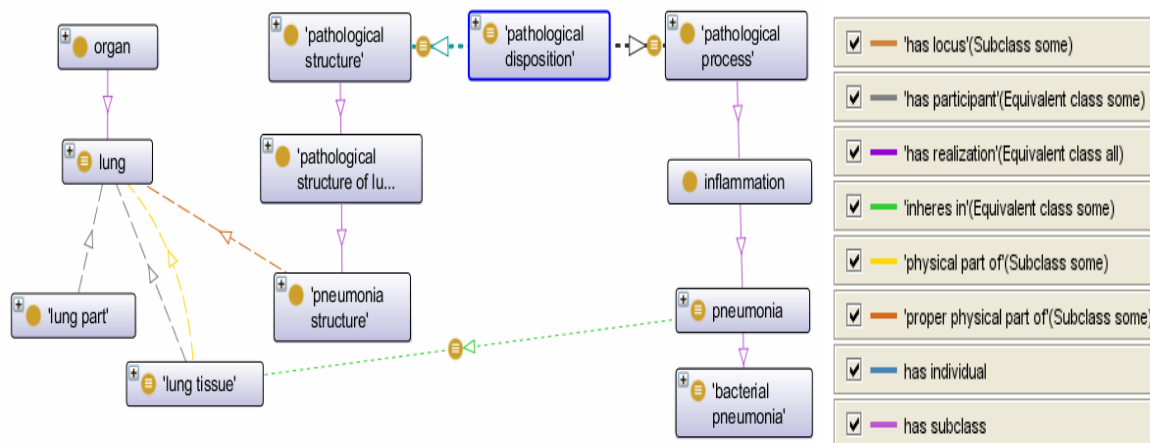 organ
'pathological
structure'
'pathological
disposition'
'pathological
process'
lung
'pathological
structure of lu...
inflammation
'lung part'
'pneumonia
structure'
pneumonia
'lung tissue'
'bacterial
pneumonia'
'has locus'(Subclass some)
'has participant'(Equivalent class some)
'has realization'(Equivalent class all)
'inheres in'(Equivalent class some)
'physical part of'(Subclass some)
'proper physical part of'(Subclass some)
has individual
has subclass